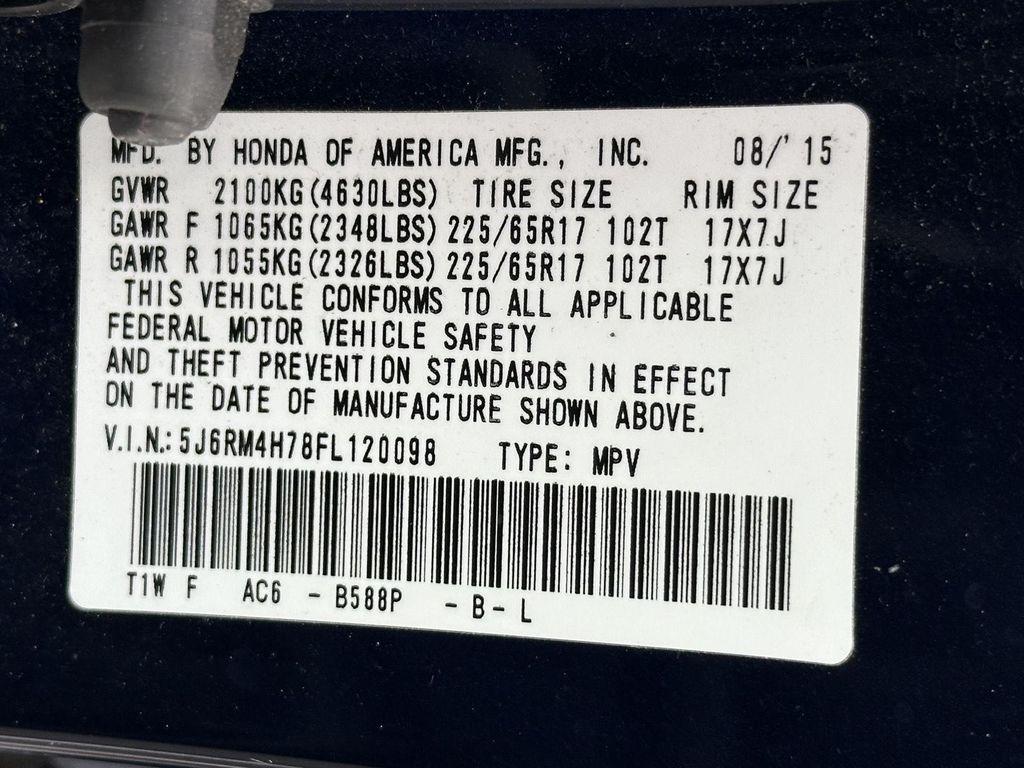 MFD. BY HONDA OF AMERICA MFG., INC. 08/'15
GVWR 2100KG(4630LBS) TIRE SIZE RIM SIZE
GAWR F 1065KG(2348LBS) 225/65R17 102T 17X7J
GAWR R 1055KG(2326LBS) 225/65R17 102T 17X7J
THIS VEHICLE CONFORMS TO ALL APPLICABLE
FEDERAL MOTOR VEHICLE SAFETY
AND THEFT PREVENTION STANDARDS IN EFFECT
ON THE DATE OF MANUFACTURE SHOWN ABOVE.
V.I.N.: 5J6RM4H78FL120098 TYPE: MPV
T1W F AC6 - B588P - B - L